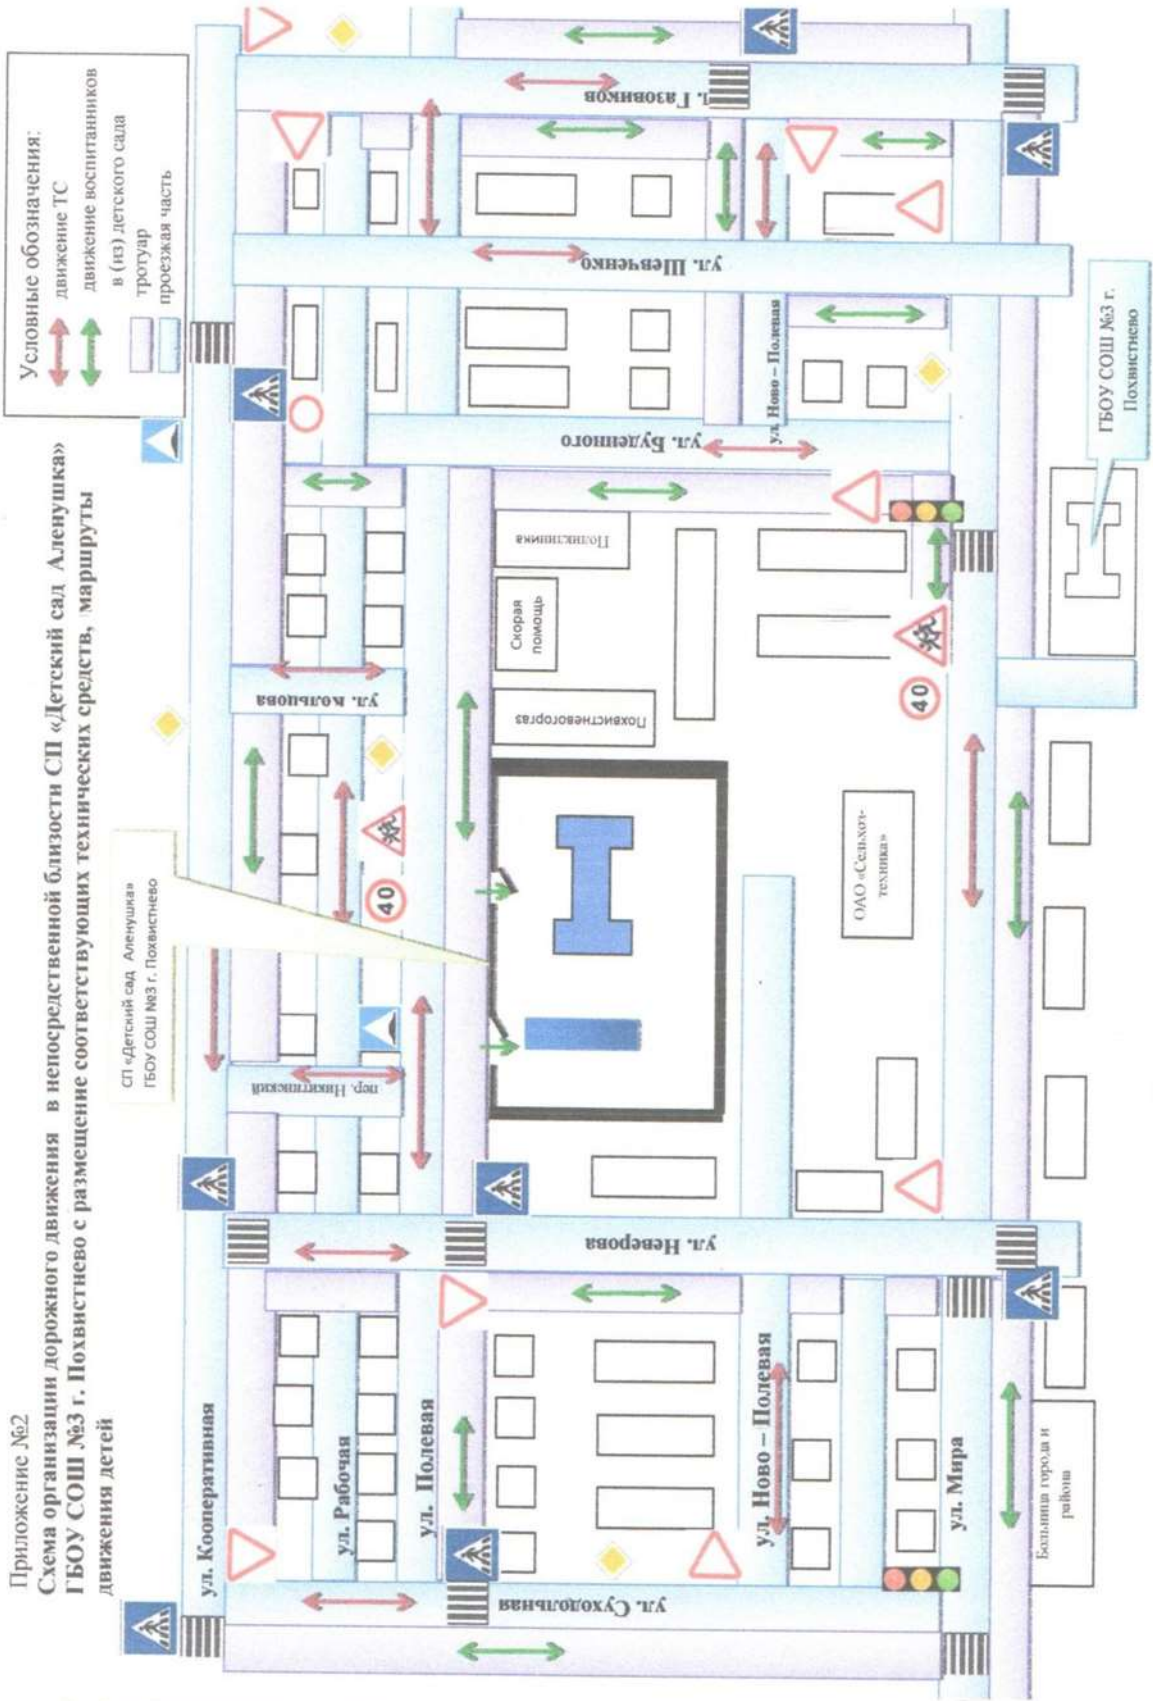 Приложение №2
Схема организации дорожного движения в непосредственной близости СП «Детский сад Аленушка»
ГБОУ СОШ №3 г. Похвистнево с размещение соответствующих технических средств, маршруты
движения детей
Условные обозначения:
движение ТС
движение воспитанников
в (из) детского сада
тротуар
проезжая часть
СП «Детский сад Аленушка»
ГБОУ СОШ №3 г. Похвистнево
ул. Кооперативная
ул. Рабочая
ул. Полевая
ул. Ново – Полевая
ул. Мира
ул. Суходольная
ул. Неверова
пер. Никитинский
ул. кольцова
ул. Буденного
ул. Шевченко
. Газовиков
ул. Ново – Полевая
40
40
Похвистневогоргаз
Скорая
помощь
Поликлиника
ОАО «Сельхоз-
техника»
Больница города и
района
ГБОУ СОШ №3 г.
Похвистнево